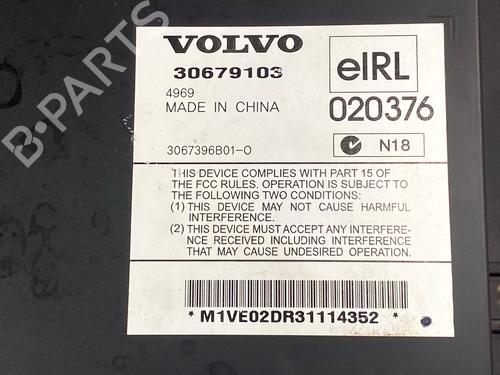 VOLVO
30679103
4969
MADE IN CHINA
3067396B01-O
eIRL
020376
N18
THIS DEVICE COMPLIES WITH PART 15 OF
THE FCC RULES. OPERATION IS SUBJECT TO
THE FOLLOWING TWO CONDITIONS:
(1) THIS DEVICE MAY NOT CAUSE HARMFUL
INTERFERENCE.
(2) THIS DEVICE MUST ACCEPT ANY INTERFERE-
NCE RECEIVED INCLUDING INTERFERENCE THAT
MAY CAUSE UNDESIRED OPERATION.
* M1VE02DR31114352 *
B-PARTS